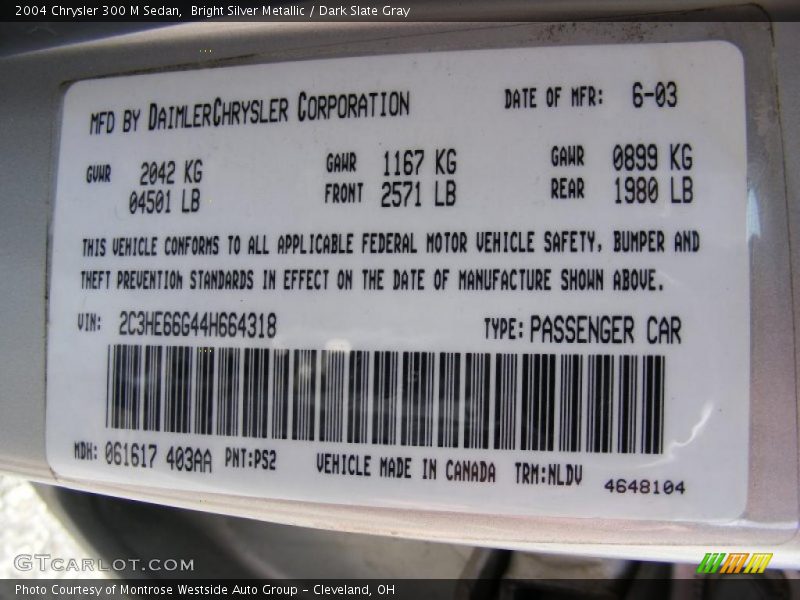 2004 Chrysler 300 M Sedan, Bright Silver Metallic / Dark Slate Gray
MFD BY DAIMLERCHRYSLER CORPORATION DATE OF MFR: 6-03
GVWR 2042 KG GAWR 1167 KG GAWR 0899 KG
04501 LB FRONT 2571 LB REAR 1980 LB
THIS VEHICLE CONFORMS TO ALL APPLICABLE FEDERAL MOTOR VEHICLE SAFETY, BUMPER AND
THEFT PREVENTION STANDARDS IN EFFECT ON THE DATE OF MANUFACTURE SHOWN ABOVE.
VIN: 2C3HE66G44H664318 TYPE: PASSENGER CAR
MDH: 061617 403AA PNT:PS2 VEHICLE MADE IN CANADA TRM:NLDV 4648104
GTCARLOT.COM
Photo Courtesy of Montrose Westside Auto Group - Cleveland, OH